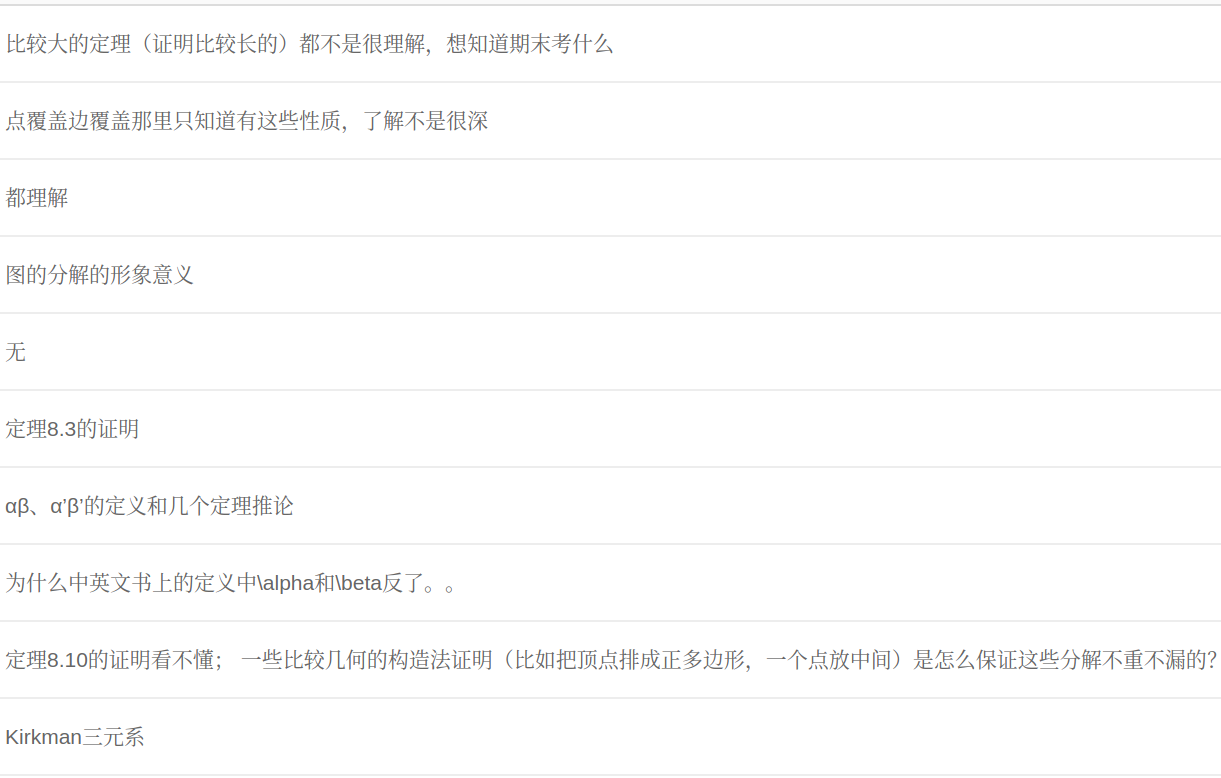 比较大的定理（证明比较长的）都不是很理解，想知道期末考什么
点覆盖边覆盖那里只知道有这些性质，了解不是很深
都理解
图的分解的形象意义
无
定理8.3的证明
αβ、α’β’的定义和几个定理推论
为什么中英文书上的定义中\alpha和\beta反了。。
定理8.10的证明看不懂； 一些比较几何的构造法证明（比如把顶点排成正多边形，一个点放中间）是怎么保证这些分解不重不漏的?
Kirkman三元系